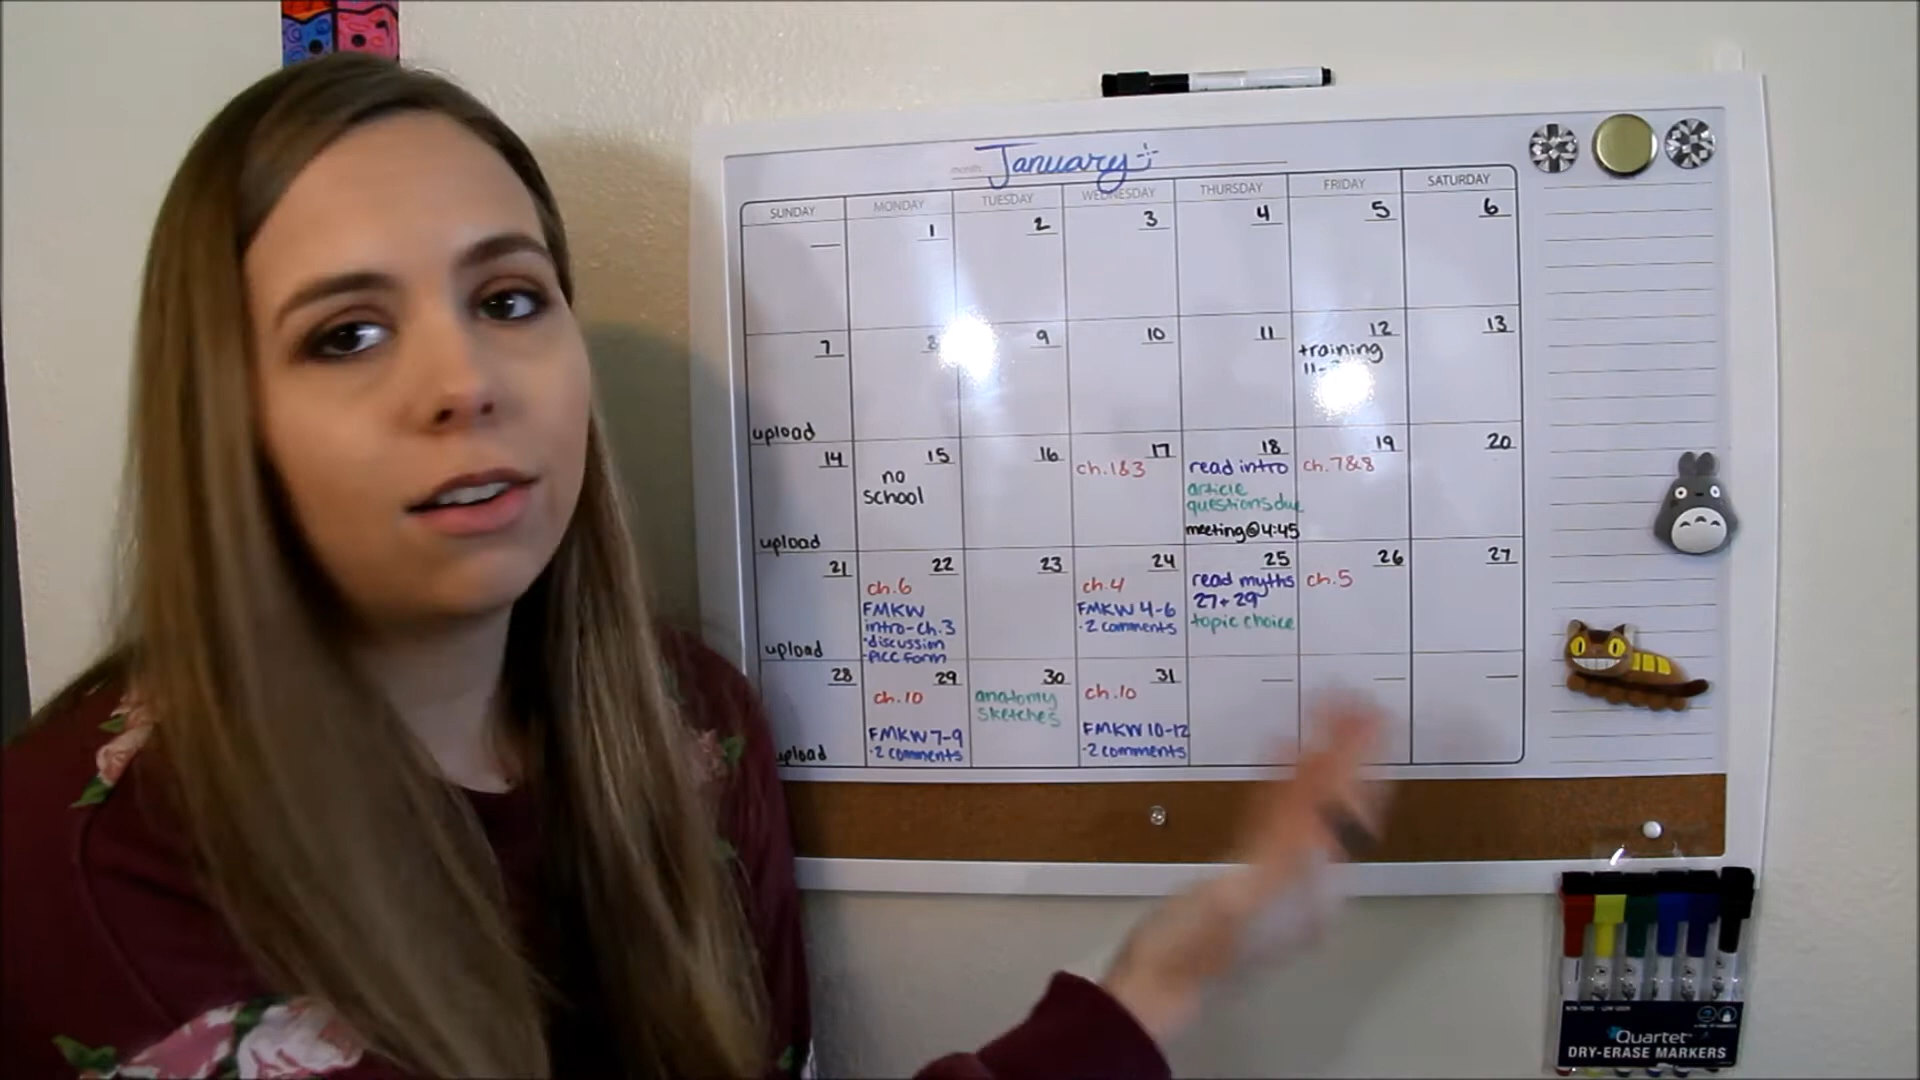 month:
January
SUNDAY MONDAY TUESDAY WEDNESDAY THURSDAY FRIDAY SATURDAY
1 2 3 4 5 6
7 8 9 10 11 12 13
training
upload
14 15 16 17 18 19 20
no
school
ch.1&3
read intro
article
questions due
meeting@4:45
ch.7&8
upload
21 22 23 24 25 26 27
ch.6
FMKW
intro-ch.3
·discussion
-PICC form
ch.4
FMKW 4-6
·2 comments
read myths
27+29
topic choice
ch.5
upload
28 29 30 31
ch.10
FMKW 7-9
·2 comments
anatomy
sketches
ch.10
FMKW 10-12
·2 comments
upload
Quartet
DRY-ERASE MARKERS